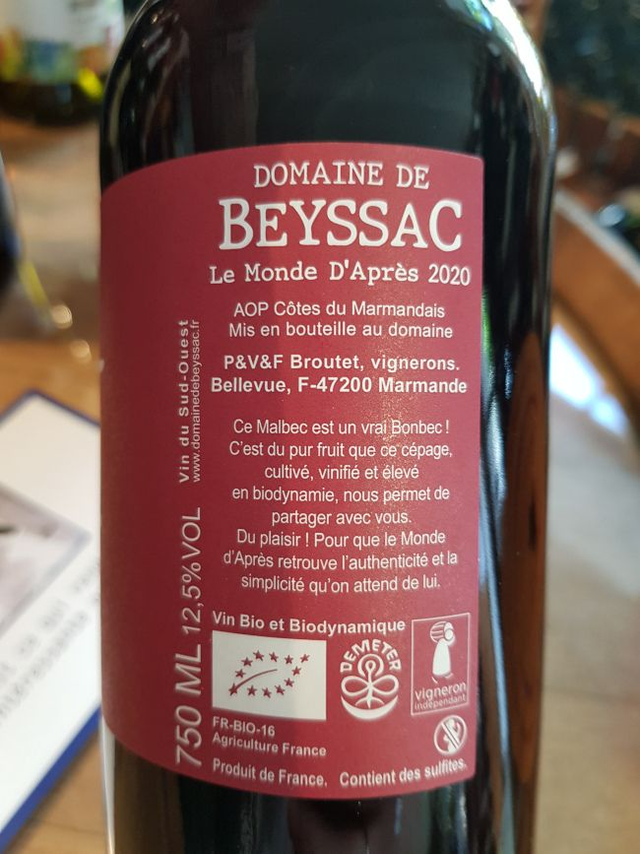 DOMAINE DE
BEYSSAC
Le Monde D'Après 2020
AOP Côtes du Marmandais
Mis en bouteille au domaine
P&V&F Broutet, vignerons.
Bellevue, F-47200 Marmande
Ce Malbec est un vrai Bonbec !
C'est du pur fruit que ce cépage,
cultivé, vinifié et élevé
en biodynamie, nous permet de
partager avec vous.
Du plaisir ! Pour que le Monde
d'Après retrouve l'authenticité et la
simplicité qu'on attend de lui.
Vin Bio et Biodynamique
DEMETER
vigneron
indépendant
FR-BIO-16
Agriculture France
Produit de France. Contient des sulfites.
750 ML 12,5%VOL
Vin du Sud-Ouest
www.domainedebeyssac.fr